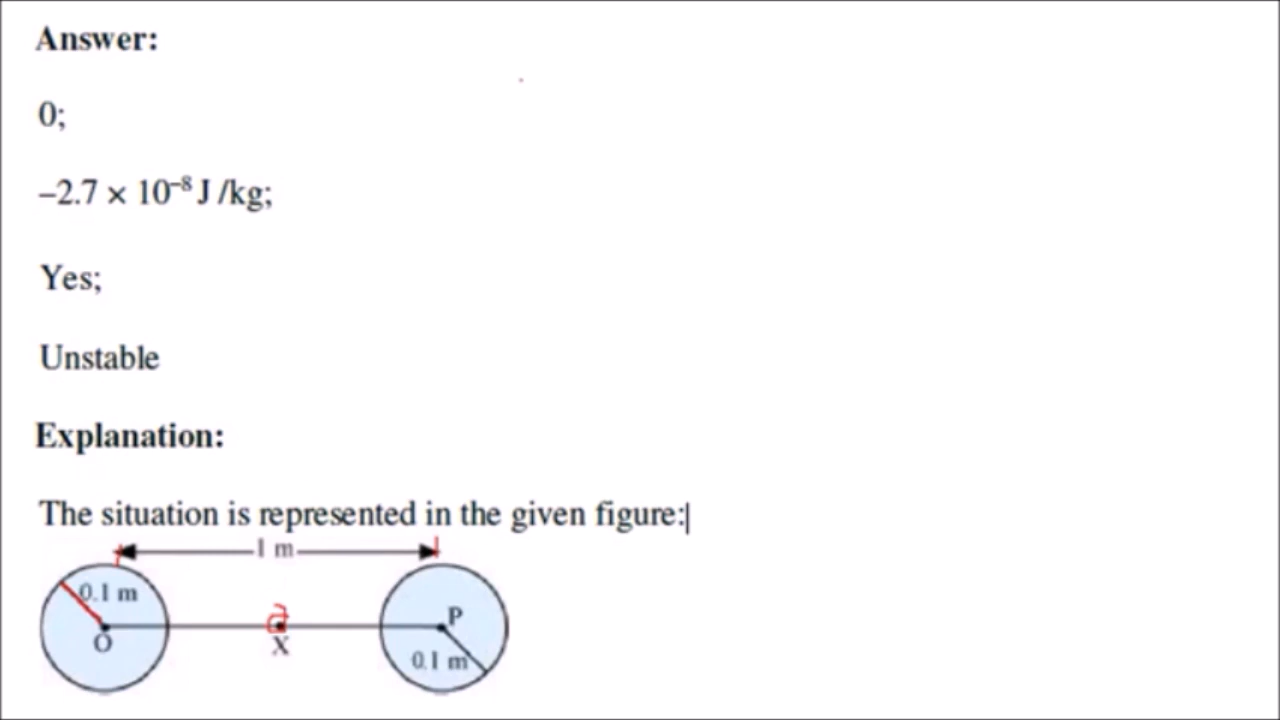 Answer:
0;
–2.7 × 10⁻⁸ J /kg;
Yes;
Unstable
Explanation:
The situation is represented in the given figure:
1 m
0.1 m
O
X
P
0.1 m